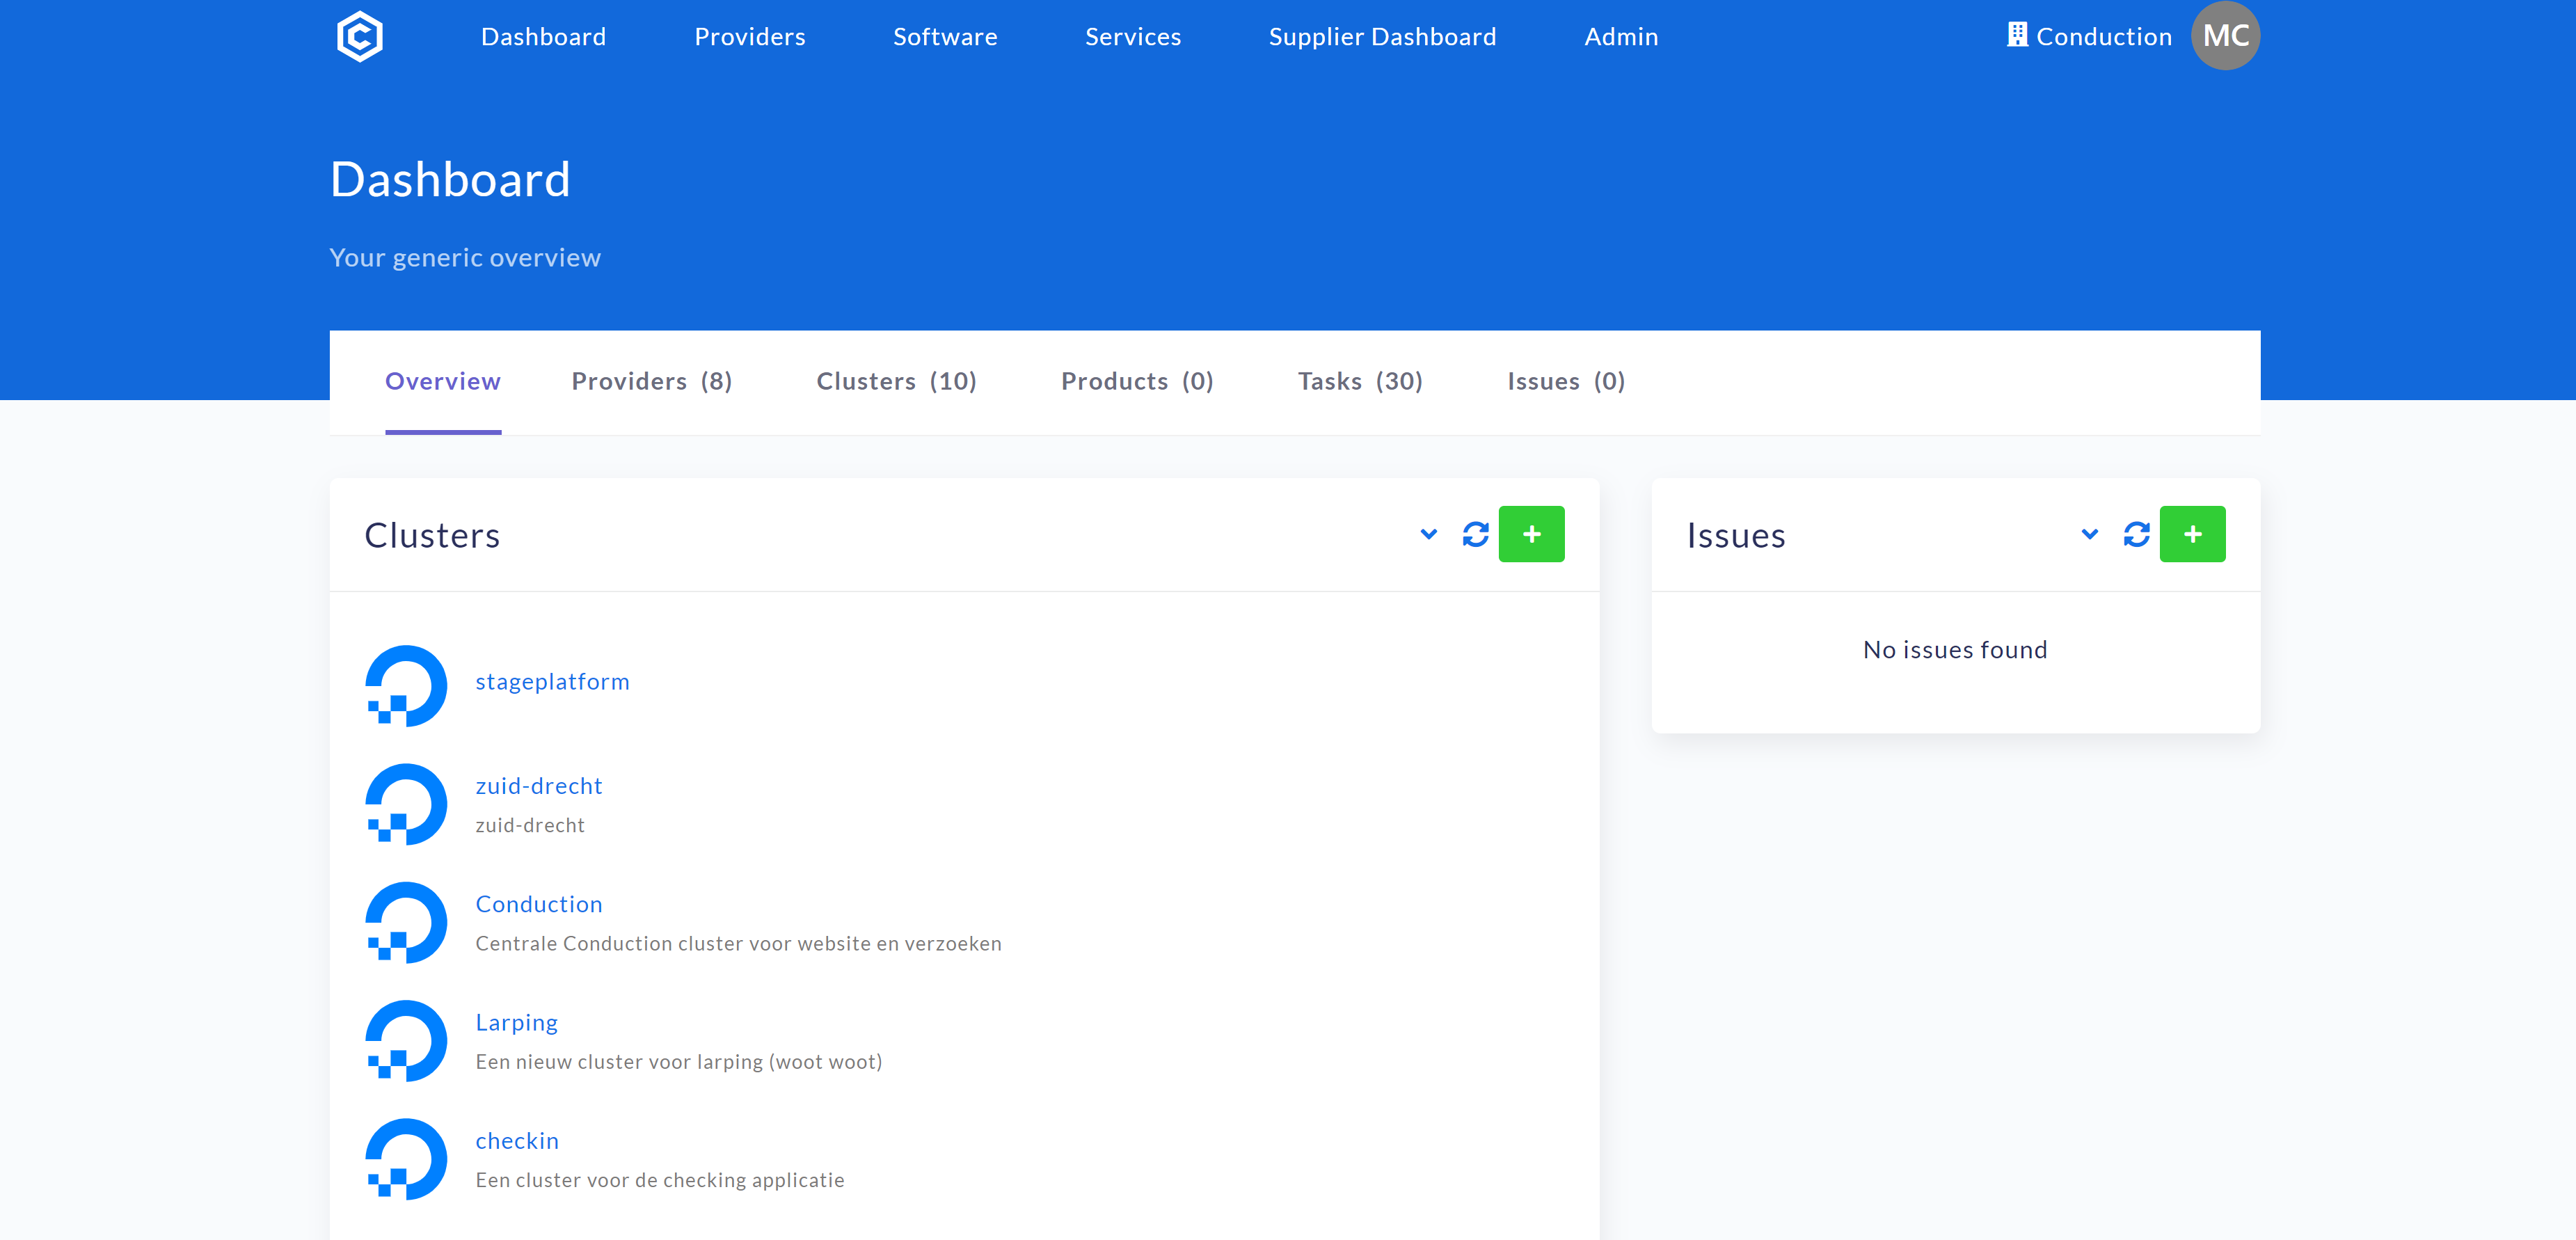 Dashboard Providers Software Services Supplier Dashboard Admin Conduction MC
Dashboard
Your generic overview
Overview Providers (8) Clusters (10) Products (0) Tasks (30) Issues (0)
Clusters
stageplatform
zuid-drecht
zuid-drecht
Conduction
Centrale Conduction cluster voor website en verzoeken
Larping
Een nieuw cluster voor larping (woot woot)
checkin
Een cluster voor de checking applicatie
Issues
No issues found